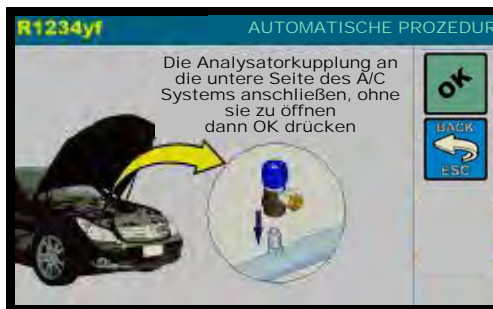 R1234yf
AUTOMATISCHE PROZEDUR
Die Analysatorkupplung an
die untere Seite des A/C
Systems anschließen, ohne
sie zu öffnen
dann OK drücken
OK
BACK
ESC